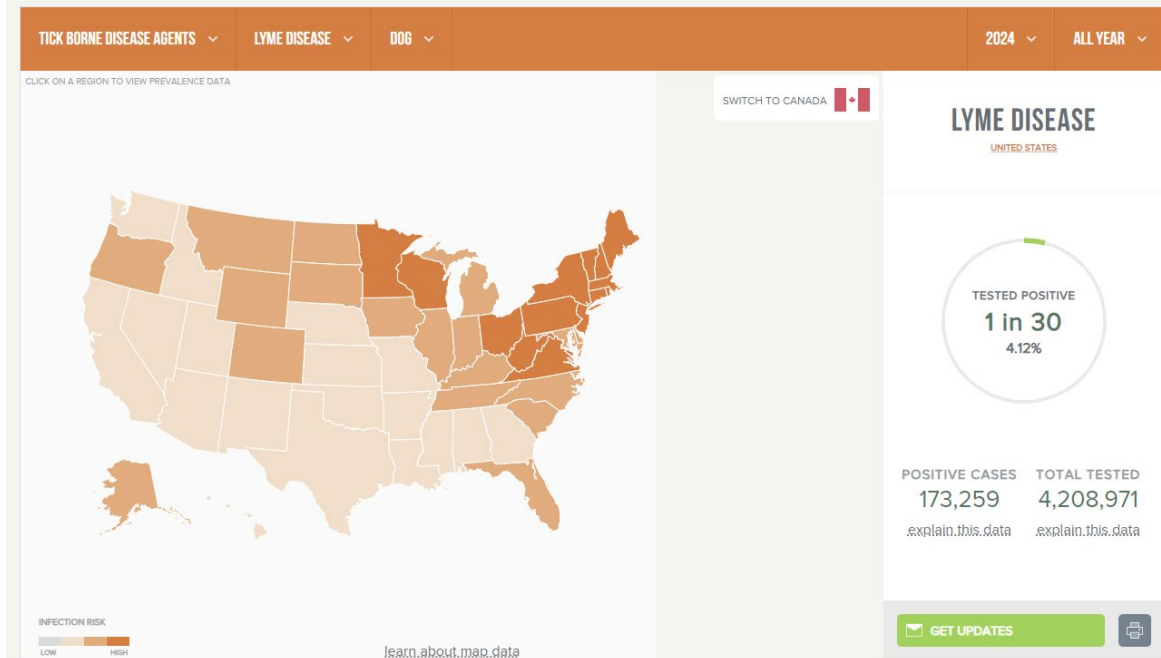 TICK BORNE DISEASE AGENTS
LYME DISEASE
DOG
2024
ALL YEAR
CLICK ON A REGION TO VIEW PREVALENCE DATA
SWITCH TO CANADA
LYME DISEASE
UNITED STATES
TESTED POSITIVE
1 in 30
4.12%
POSITIVE CASES
173,259
explain this data
TOTAL TESTED
4,208,971
explain this data
INFECTION RISK
LOW
HIGH
learn about map data
GET UPDATES